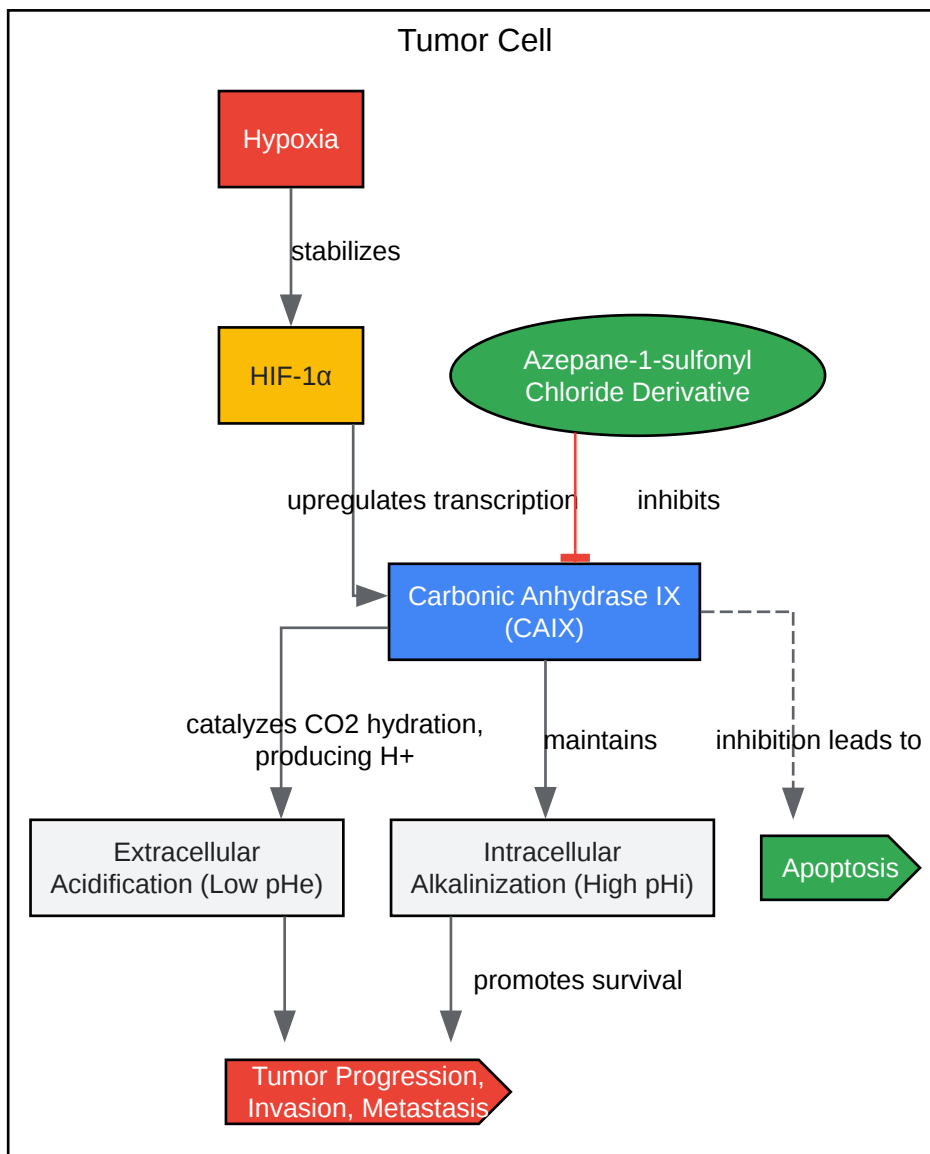 Tumor Cell
Hypoxia
stabilizes
HIF-1α
Azepane-1-sulfonyl
Chloride Derivative
upregulates transcription
inhibits
Carbonic Anhydrase IX
(CAIX)
catalyzes CO2 hydration,
producing H+
maintains
inhibition leads to
Extracellular
Acidification (Low pHe)
Intracellular
Alkalinization (High pHi)
Apoptosis
promotes survival
Tumor Progression,
Invasion, Metastasis